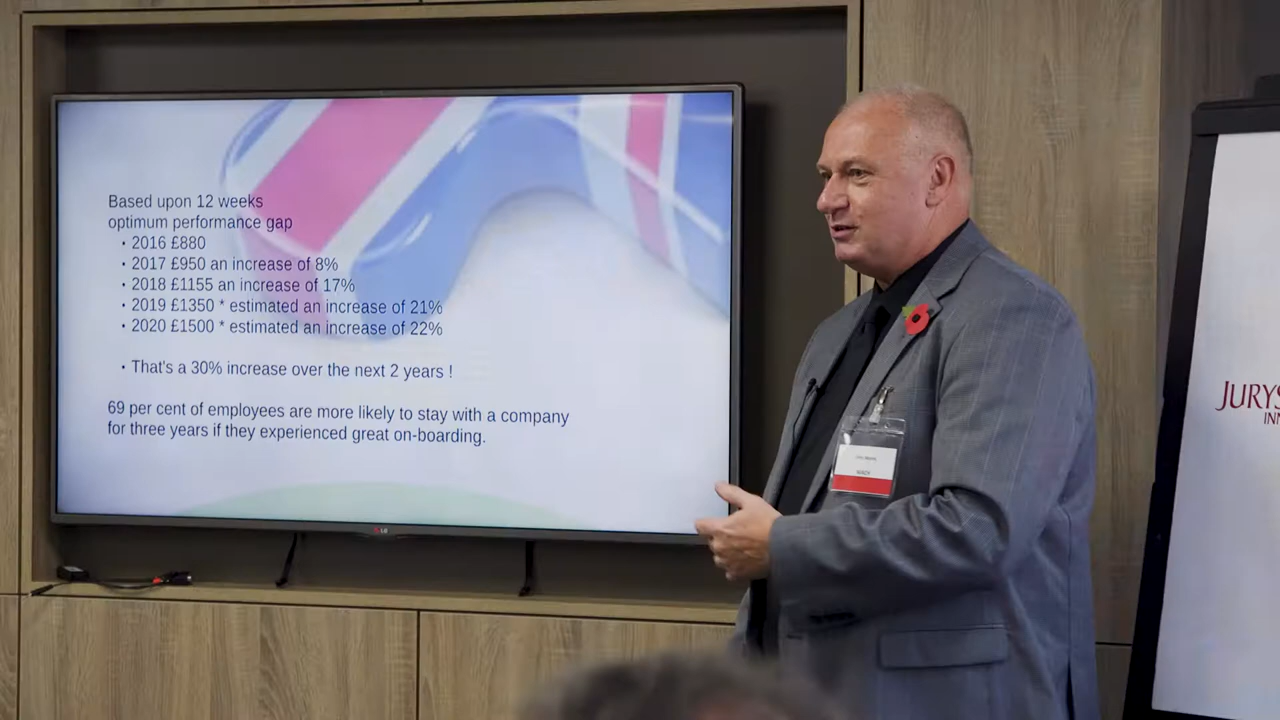 Based upon 12 weeks
optimum performance gap
• 2016 £880
• 2017 £950 an increase of 8%
• 2018 £1155 an increase of 17%
• 2019 £1350 * estimated an increase of 21%
• 2020 £1500 * estimated an increase of 22%
• That's a 30% increase over the next 2 years !
69 per cent of employees are more likely to stay with a company
for three years if they experienced great on-boarding.
LG
JURYS
INN